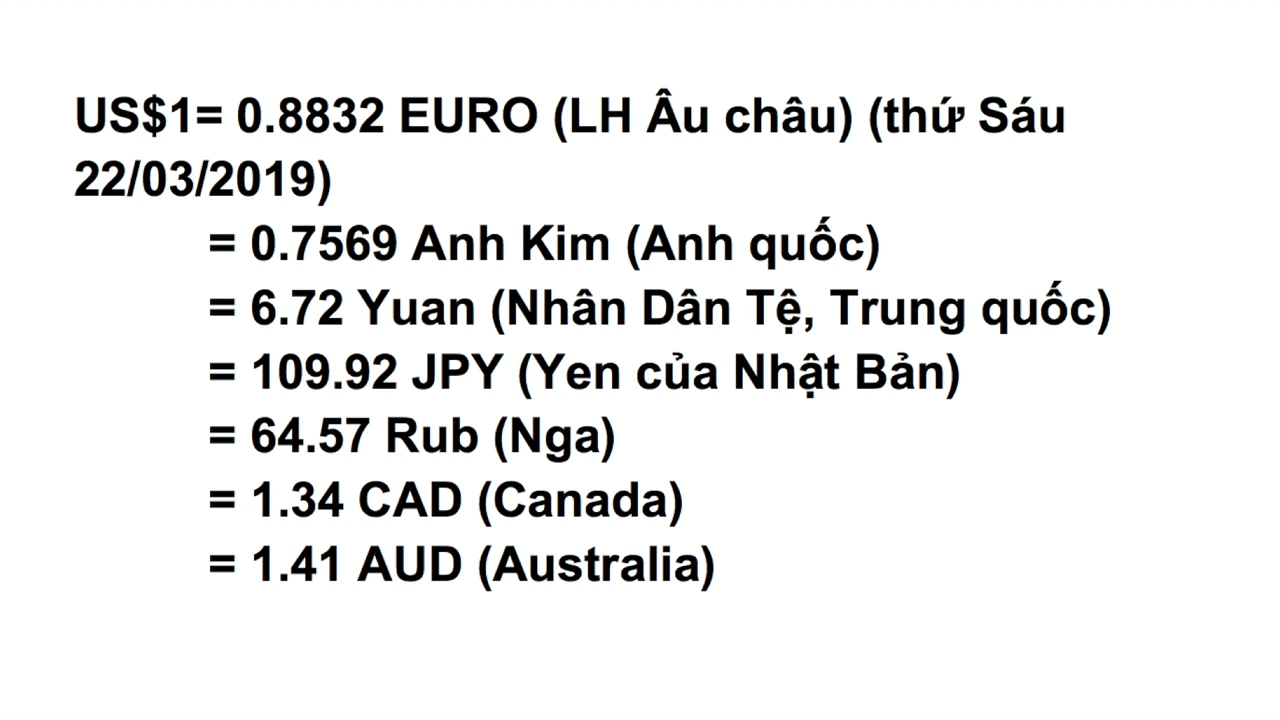 US$1= 0.8832 EURO (LH Âu châu) (thứ Sáu
22/03/2019)
= 0.7569 Anh Kim (Anh quốc)
= 6.72 Yuan (Nhân Dân Tệ, Trung quốc)
= 109.92 JPY (Yen của Nhật Bản)
= 64.57 Rub (Nga)
= 1.34 CAD (Canada)
= 1.41 AUD (Australia)